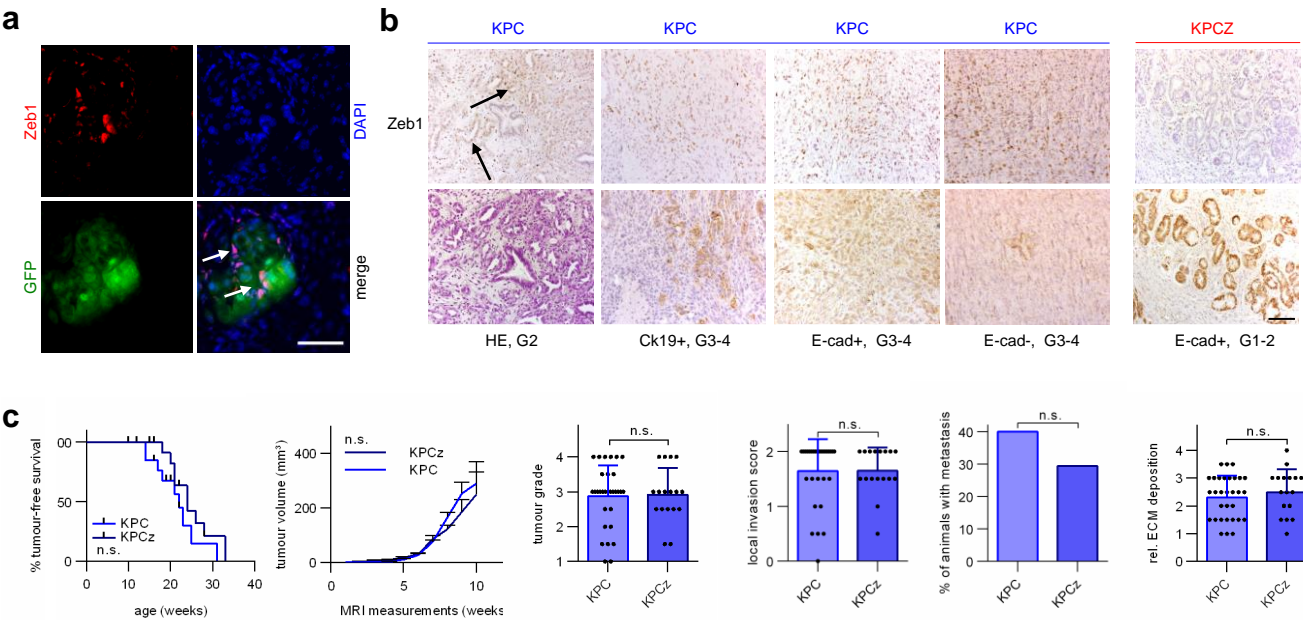 a
Zeb1
DAPI
GFP
merge
b
KPC
KPC
KPC
KPC
KPCZ
Zeb1
HE, G2
Ck19+, G3-4
E-cad+, G3-4
E-cad-, G3-4
E-cad+, G1-2
c
% tumour-free survival
00
50
0
KPC
KPCz
n.s.
0 10 20 30 40
age (weeks)
tumour volume (mm³)
400
200
0
n.s.
KPCz
KPC
5 10
MRI measurements (weeks
tumour grade
4
3
2
1
n.s.
KPC KPCz
local invasion score
2
1
0
n.s.
KPC KPCz
% of animals with metastasis
40
30
20
10
0
n.s.
KPC KPCz
rel. ECM deposition
4
3
2
1
0
n.s.
KPC KPCz